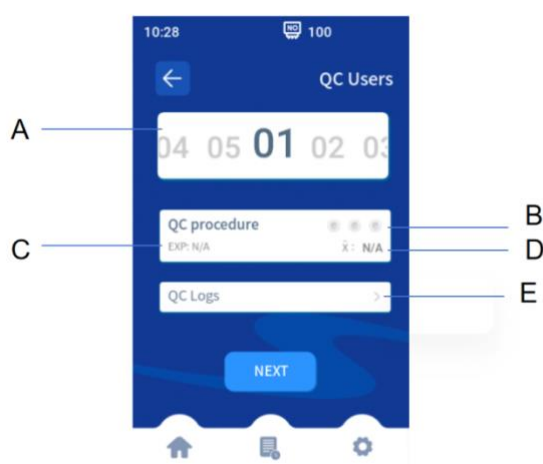 10:28 NO 100
QC Users
A
04 05 01 02 03
QC procedure
B
C
EXP: N/A
x̄ : N/A
D
QC Logs
E
NEXT